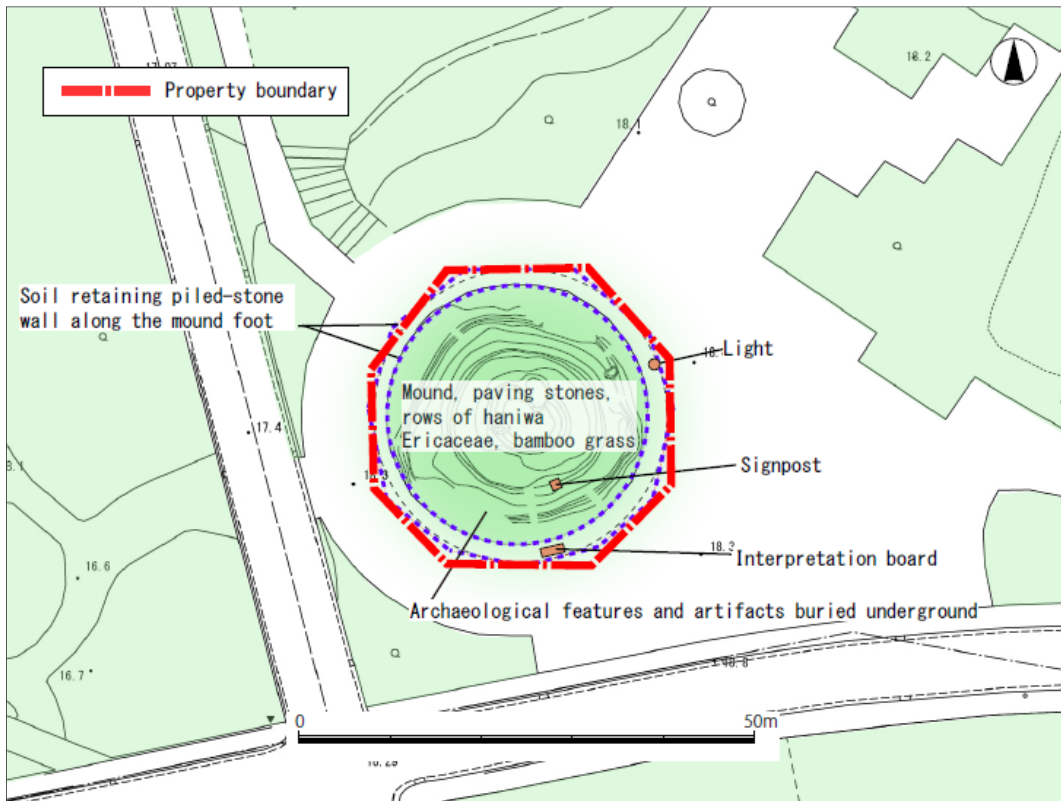 16.2
Property boundary
18.1
Soil retaining piled-stone
wall along the mound foot
Light
Mound, paving stones,
rows of haniwa
Ericaceae, bamboo grass
17.4
Signpost
18.3
Interpretation board
16.6
Archaeological features and artifacts buried underground
16.7
0
50m